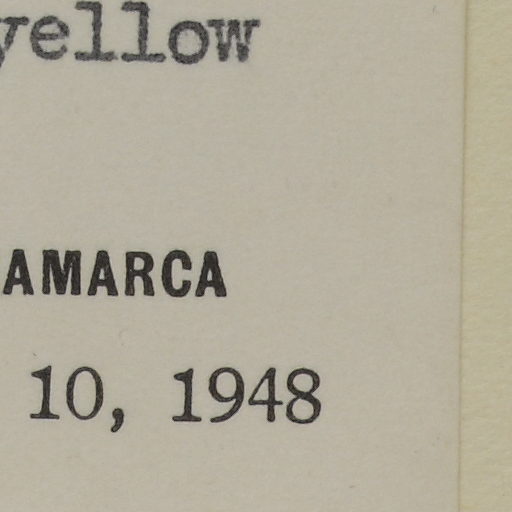 yellow
AMARCA
10, 1948